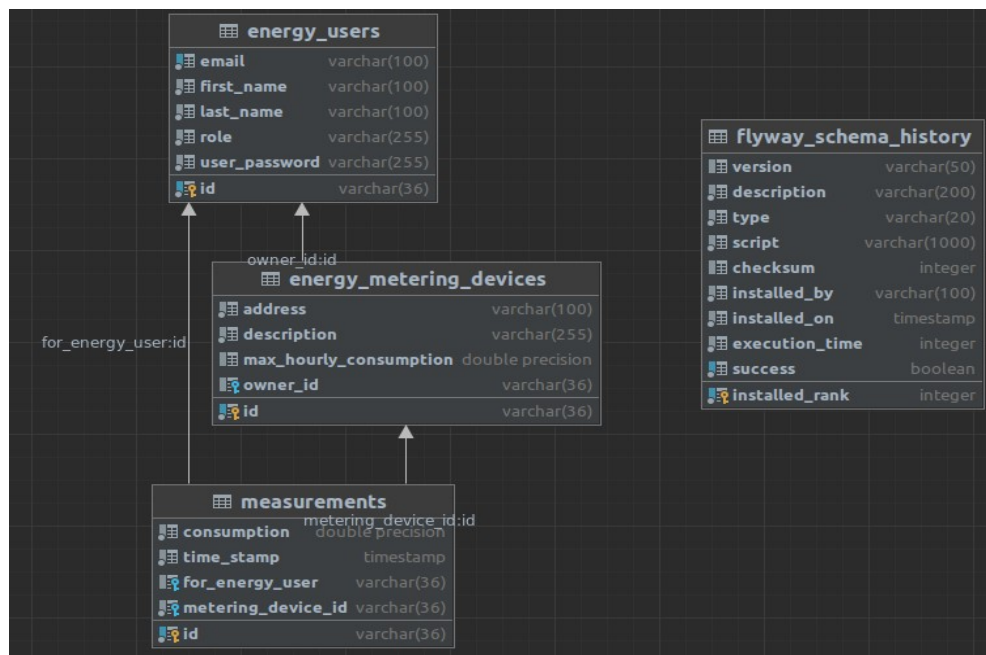 energy_users
email varchar(100)
first_name varchar(100)
last_name varchar(100)
role varchar(255)
user_password varchar(255)
id varchar(36)
owner_id:id
energy_metering_devices
address varchar(100)
description varchar(255)
max_hourly_consumption double precision
owner_id varchar(36)
id varchar(36)
for_energy_user:id
measurements
metering_device_id:id
consumption double precision
time_stamp timestamp
for_energy_user varchar(36)
metering_device_id varchar(36)
id varchar(36)
flyway_schema_history
version varchar(50)
description varchar(200)
type varchar(20)
script varchar(1000)
checksum integer
installed_by varchar(100)
installed_on timestamp
execution_time integer
success boolean
installed_rank integer